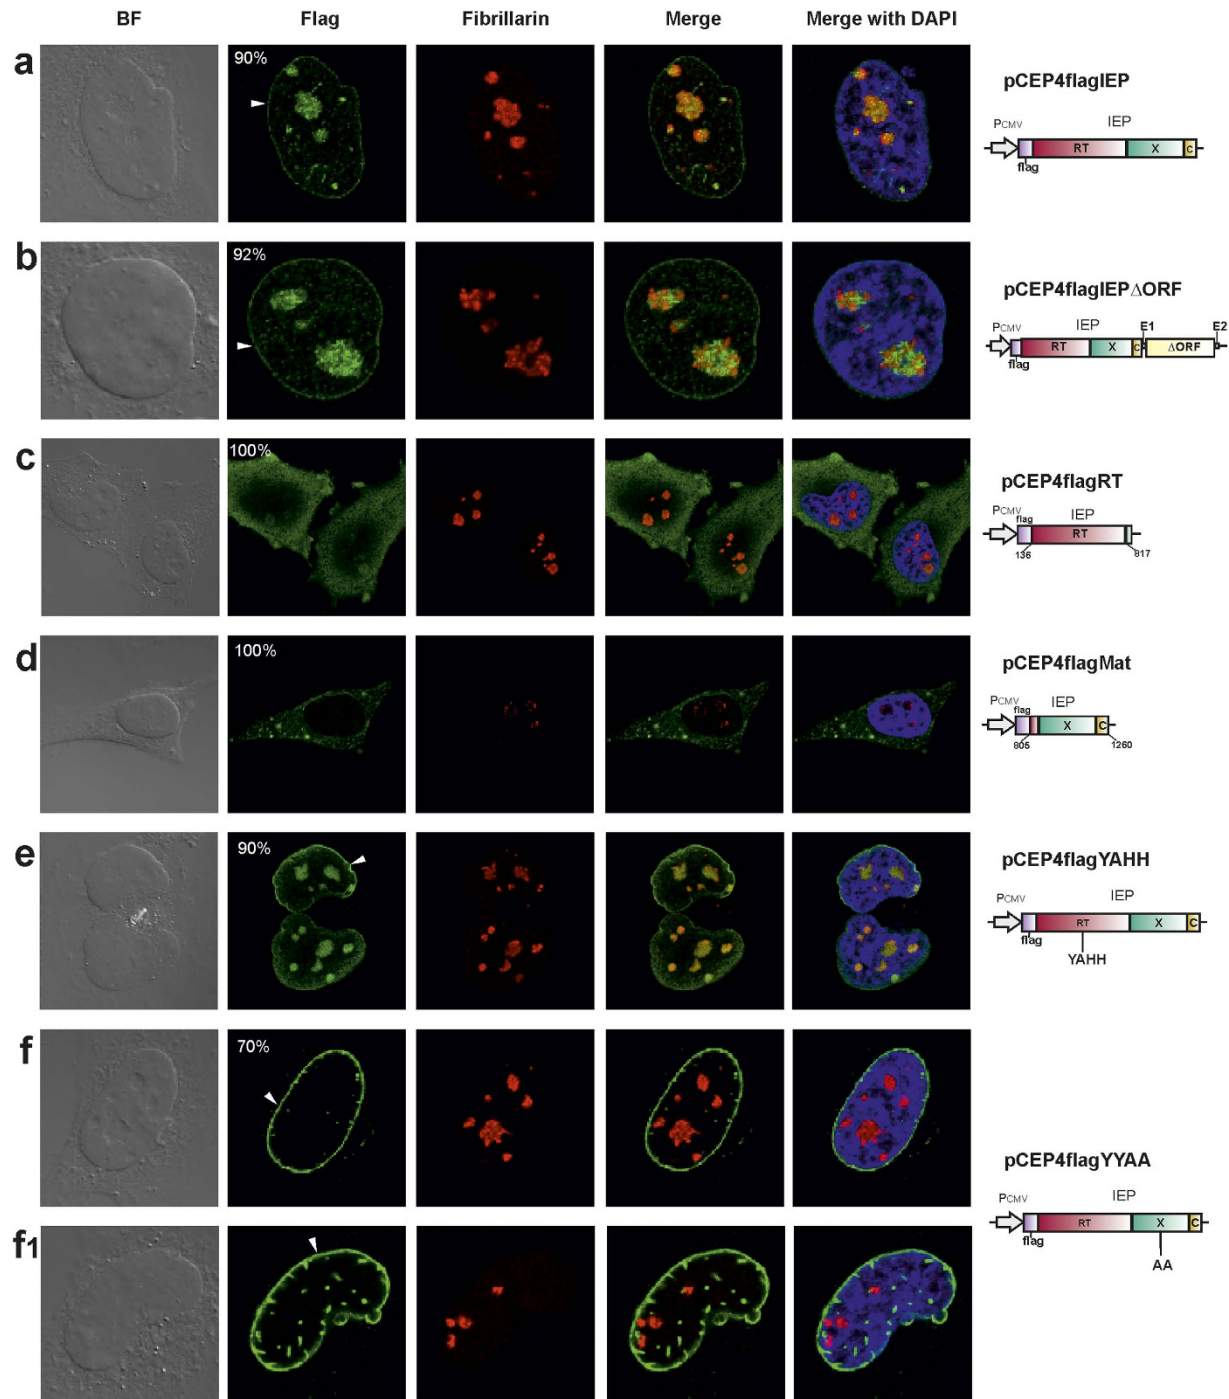 BF Flag Fibrillarin Merge Merge with DAPI
a
90%
pCEP4flagIEP
PCMV IEP
RT X C
flag
b
92%
pCEP4flagIEPΔORF
PCMV IEP E1 E2
RT X C ΔORF
flag
c
100%
pCEP4flagRT
PCMV flag IEP
RT
136 917
d
100%
pCEP4flagMat
PCMV flag IEP
X C
805 1260
e
90%
pCEP4flagYAHH
PCMV IEP
RT X C
flag
YAHH
f
70%
pCEP4flagYYAA
PCMV IEP
RT X C
flag
AA
f1